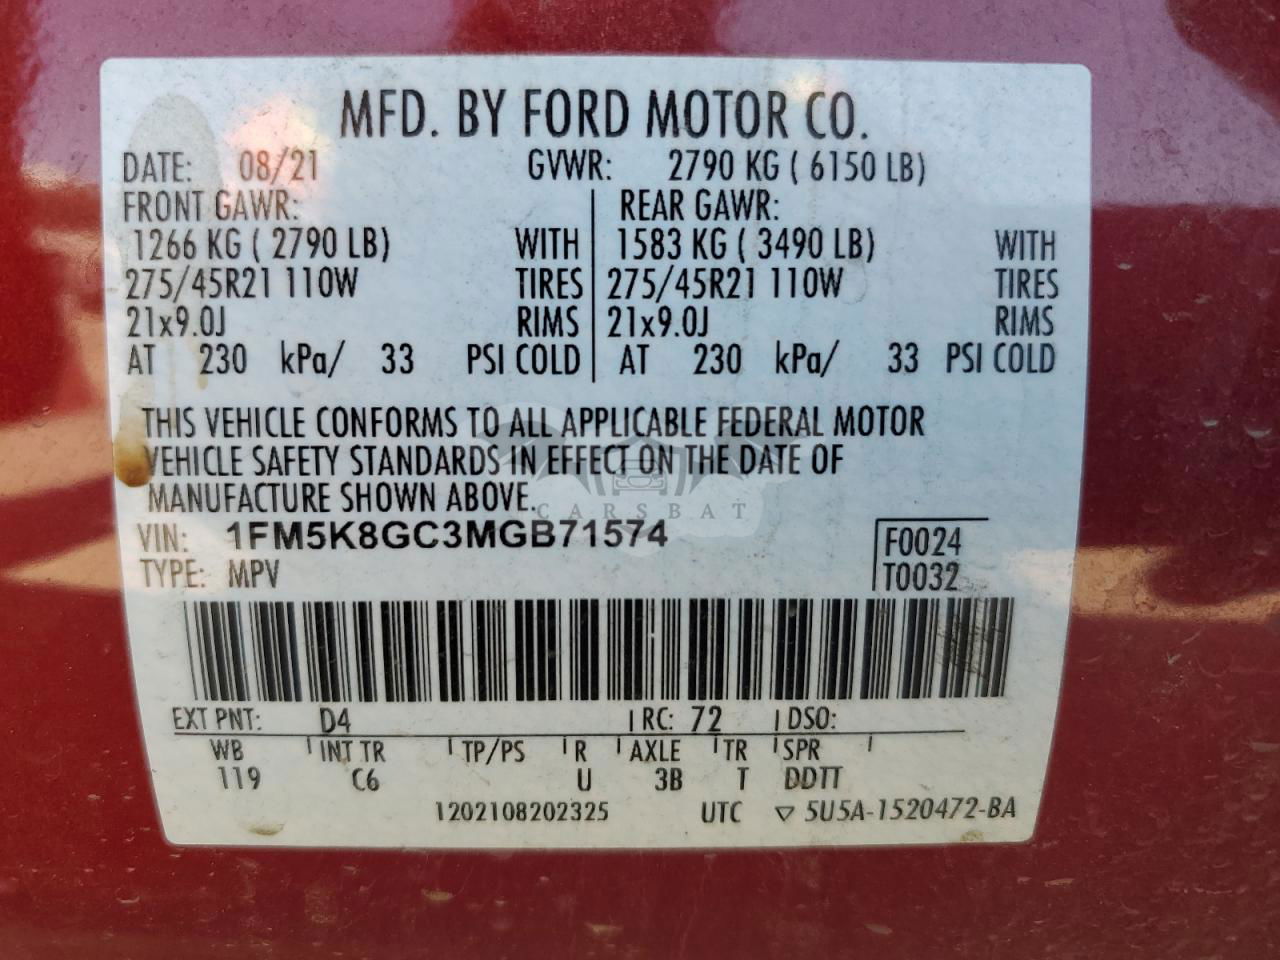 MFD. BY FORD MOTOR CO.
DATE: 08/21 GVWR: 2790 KG ( 6150 LB)
FRONT GAWR: REAR GAWR:
1266 KG ( 2790 LB) WITH 1583 KG ( 3490 LB) WITH
275/45R21 110W TIRES 275/45R21 110W TIRES
21x9.0J RIMS 21x9.0J RIMS
AT 230 kPa/ 33 PSI COLD AT 230 kPa/ 33 PSI COLD
THIS VEHICLE CONFORMS TO ALL APPLICABLE FEDERAL MOTOR
VEHICLE SAFETY STANDARDS IN EFFECT ON THE DATE OF
MANUFACTURE SHOWN ABOVE.
CARSBAT
VIN: 1FM5K8GC3MGB71574 F0024
TYPE: MPV T0032
EXT PNT: D4 RC: 72 DSO:
WB INT TR TP/PS R AXLE TR SPR
119 C6 U 3B T DDTT
1202108202325 UTC ▽ 5U5A-1520472-BA